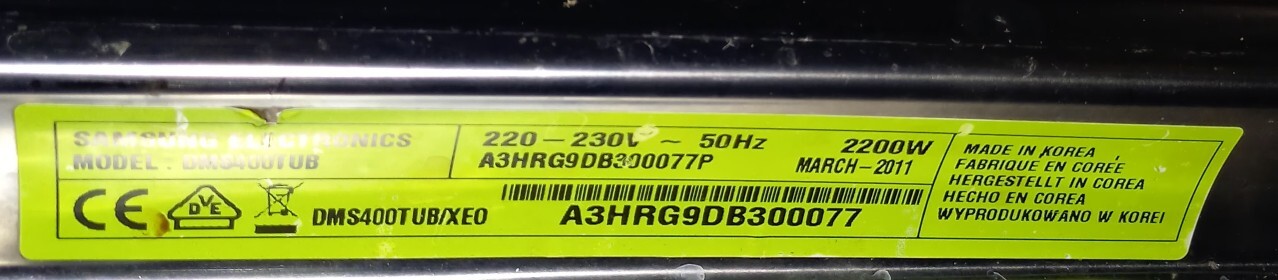 SAMSUNG ELECTRONICS
MODEL : DMS400TUB
220 – 230V ~ 50Hz 2200W
A3HRG9DB300077P MARCH – 2011
CE DVE DMS400TUB/XEO
A3HRG9DB300077
MADE IN KOREA
FABRIQUE EN COREÉ
HERGESTELLT IN COREA
HECHO EN COREA
WYPRODUKOWANO W KOREI